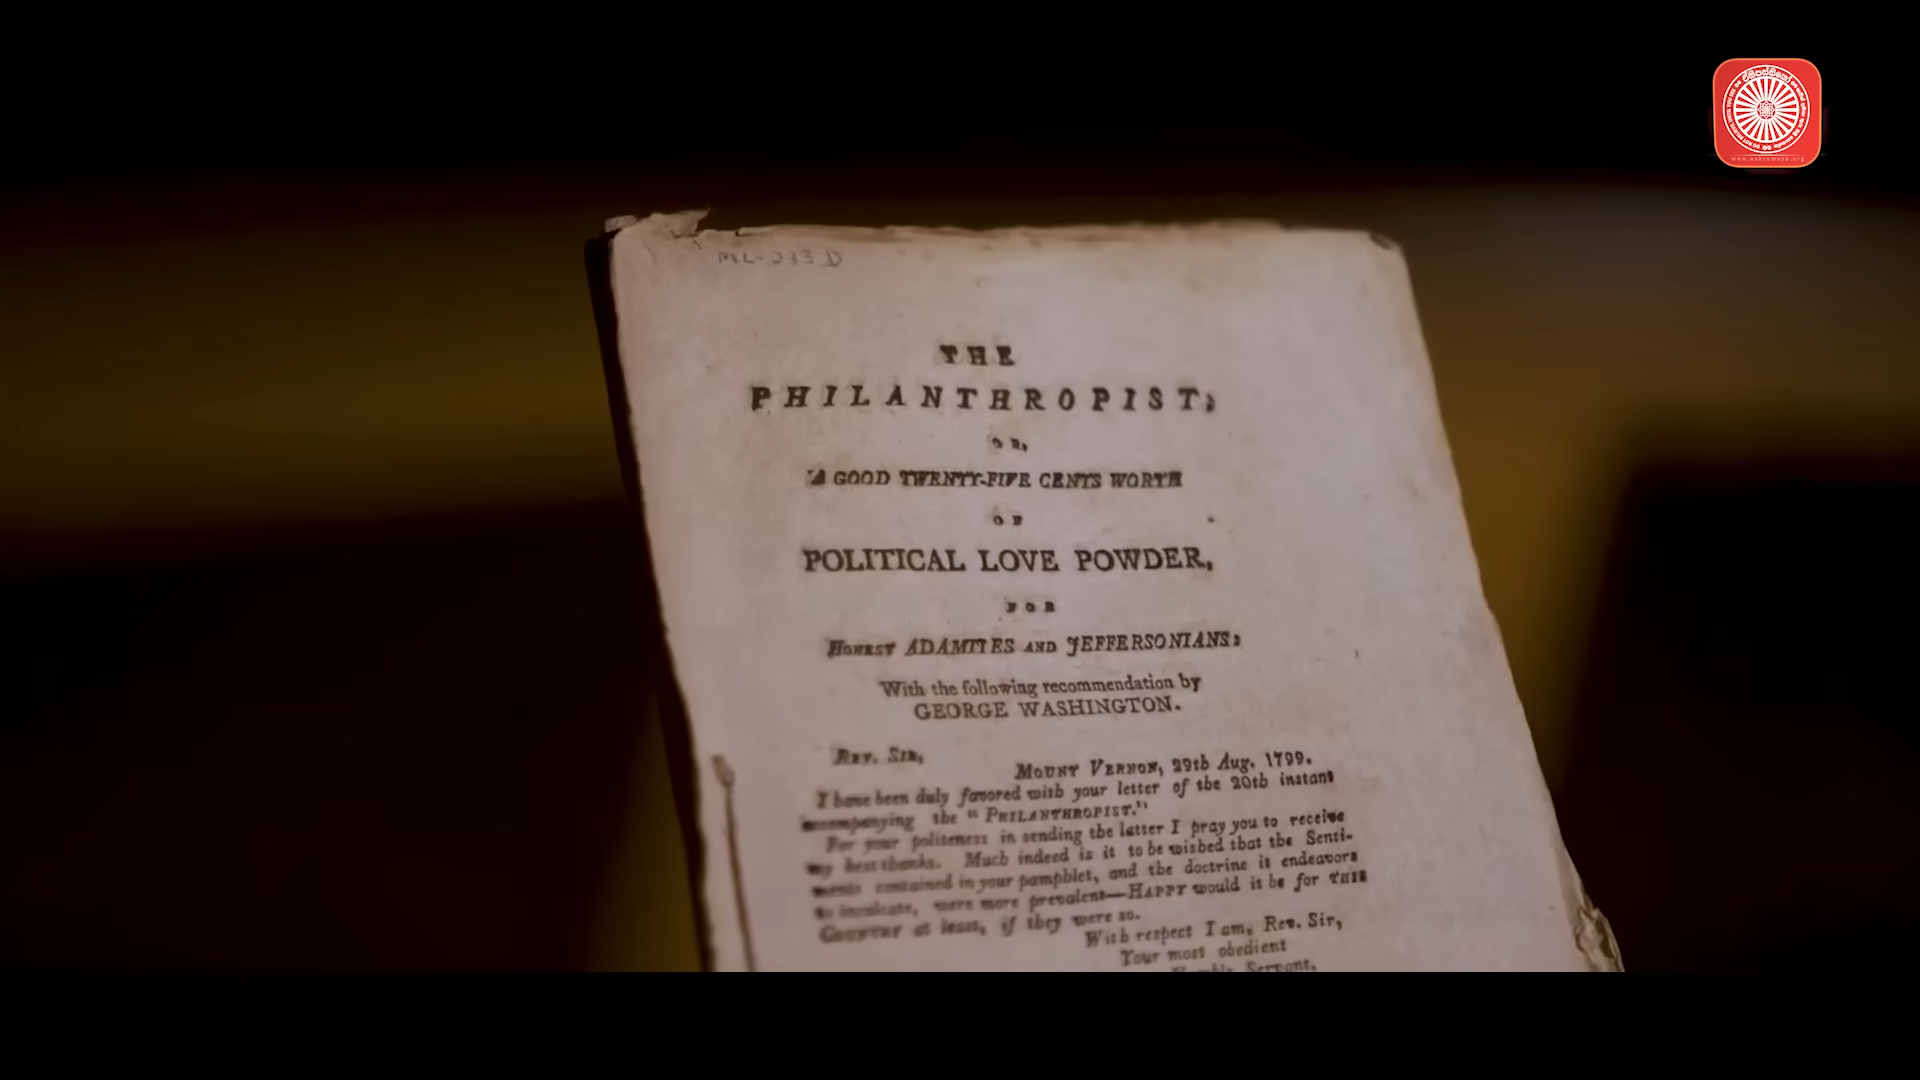 ML-233 D
THE
PHILANTHROPIST;
OR,
A GOOD TWENTY-FIVE CENTS WORTH
OF
POLITICAL LOVE POWDER,
FOR
HONEST ADAMITES AND JEFFERSONIANS:
With the following recommendation by
GEORGE WASHINGTON.
REV. SIR,
MOUNT VERNON, 29th Aug. 1799.
I have been duly favored with your letter of the 20th instant
accompanying the "PHILANTHROPIST."
For your politeness in sending the latter I pray you to receive
my best thanks. Much indeed is it to be wished that the Senti-
ments contained in your pamphlet, and the doctrine it endeavors
to inculcate, were more prevalent—HAPPY would it be for THIS
COUNTRY at least, if they were so.
With respect I am, Rev. Sir,
Your most obedient
Servant,